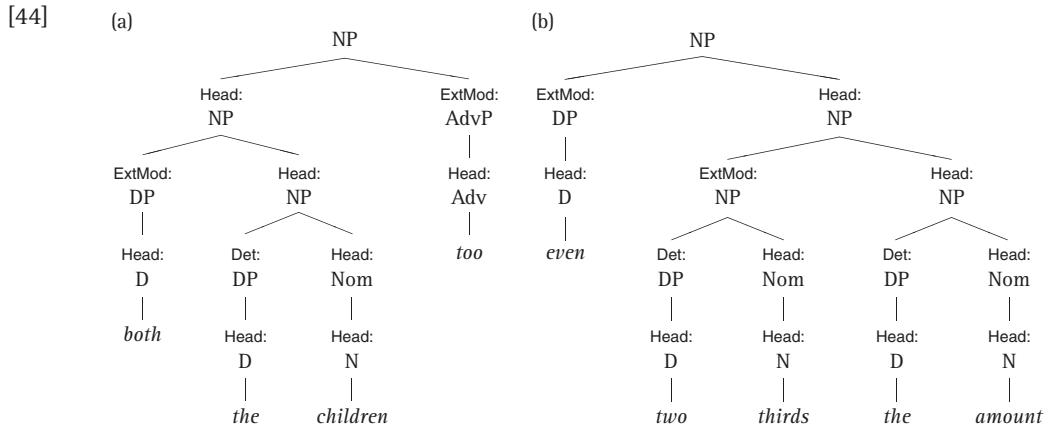 [44] (a) (b)
NP NP
Head: ExtMod: ExtMod: Head:
NP AdvP DP NP
ExtMod: Head: Head: Head: ExtMod: Head:
DP NP Adv D NP NP
Head: Det: Head: too even Det: Head: Det: Head:
D DP Nom DP Nom DP Nom
both Head: Head: Head: Head: Head: Head:
D N D N D N
the children two thirds the amount